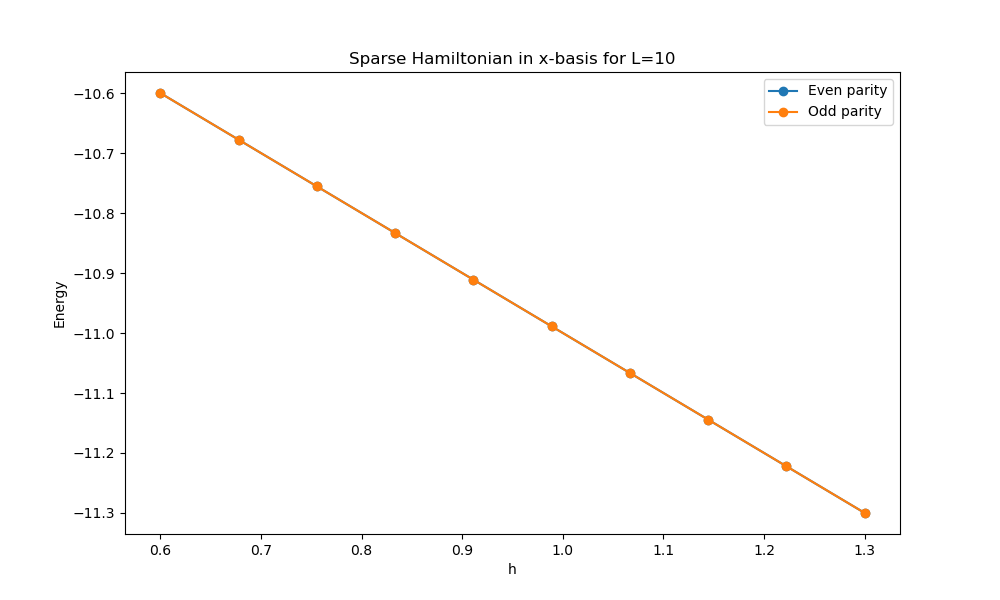 Sparse Hamiltonian in x-basis for L=10
Even parity
Odd parity
Energy
−10.6
−10.7
−10.8
−10.9
−11.0
−11.1
−11.2
−11.3
0.6 0.7 0.8 0.9 1.0 1.1 1.2 1.3
h